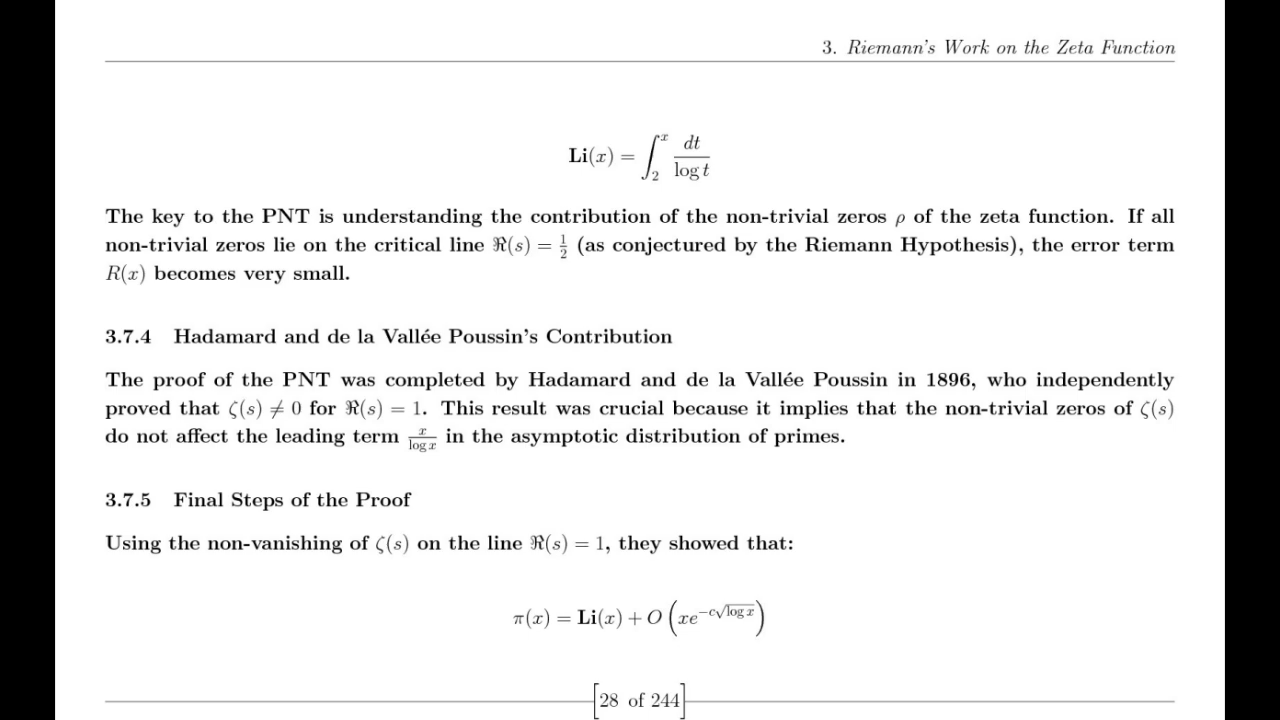 3. Riemann's Work on the Zeta Function
Li(x) = ∫₂ˣ dt / log t
The key to the PNT is understanding the contribution of the non-trivial zeros ρ of the zeta function. If all
non-trivial zeros lie on the critical line ℜ(s) = 1/2 (as conjectured by the Riemann Hypothesis), the error term
R(x) becomes very small.
3.7.4 Hadamard and de la Vallée Poussin's Contribution
The proof of the PNT was completed by Hadamard and de la Vallée Poussin in 1896, who independently
proved that ζ(s) ≠ 0 for ℜ(s) = 1. This result was crucial because it implies that the non-trivial zeros of ζ(s)
do not affect the leading term x/log x in the asymptotic distribution of primes.
3.7.5 Final Steps of the Proof
Using the non-vanishing of ζ(s) on the line ℜ(s) = 1, they showed that:
π(x) = Li(x) + O(xe^{-c√log x})
[28 of 244]